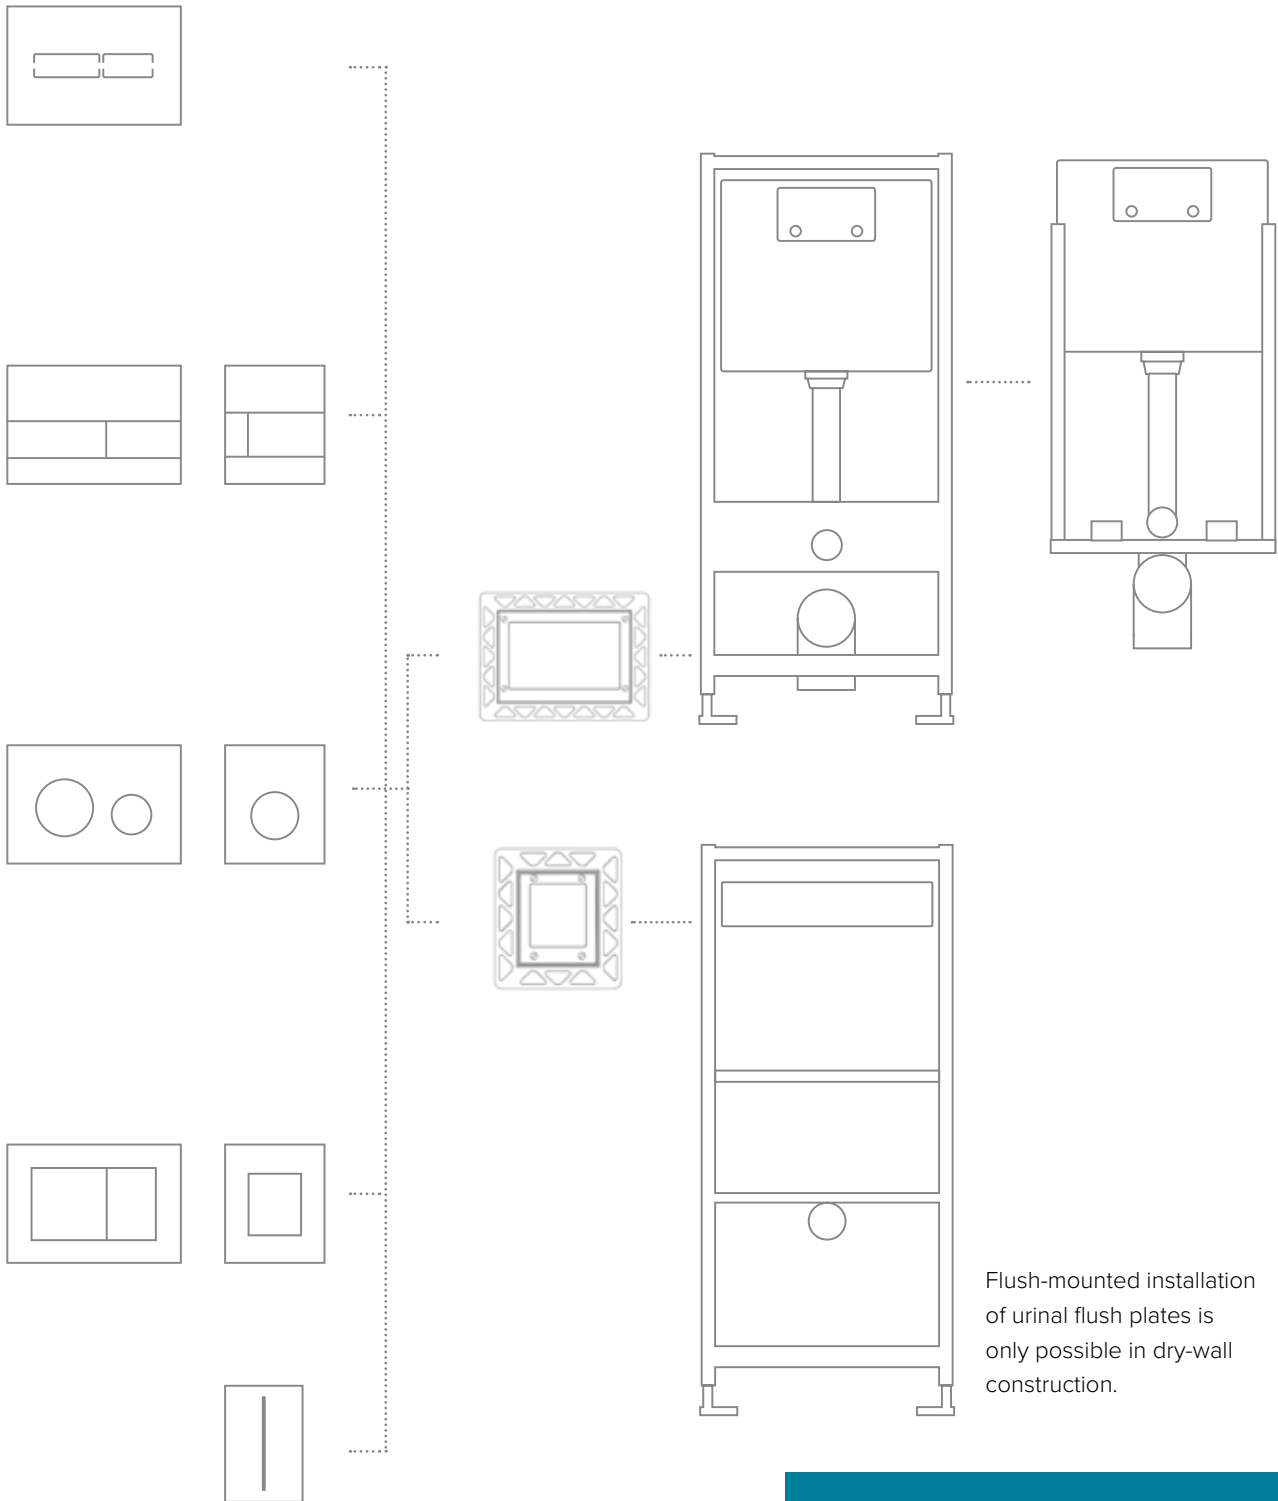 Flush-mounted installation
of urinal flush plates is
only possible in dry-wall
construction.